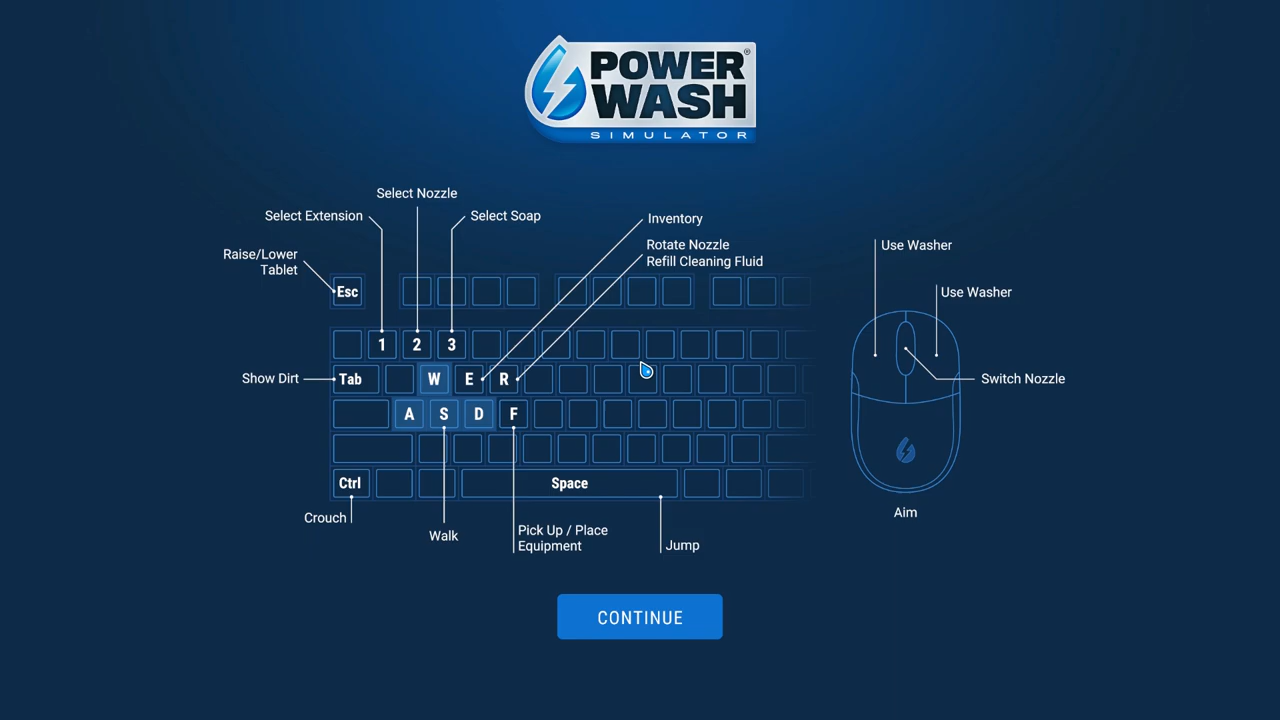 POWER®
WASH
SIMULATOR
Select Nozzle
Select Extension
Select Soap
Inventory
Raise/Lower
Tablet
Rotate Nozzle
Refill Cleaning Fluid
Use Washer
Use Washer
Esc
1 2 3
Show Dirt
Tab W E R
Switch Nozzle
A S D F
Ctrl Space
Crouch
Walk
Pick Up / Place
Equipment
Jump
Aim
CONTINUE